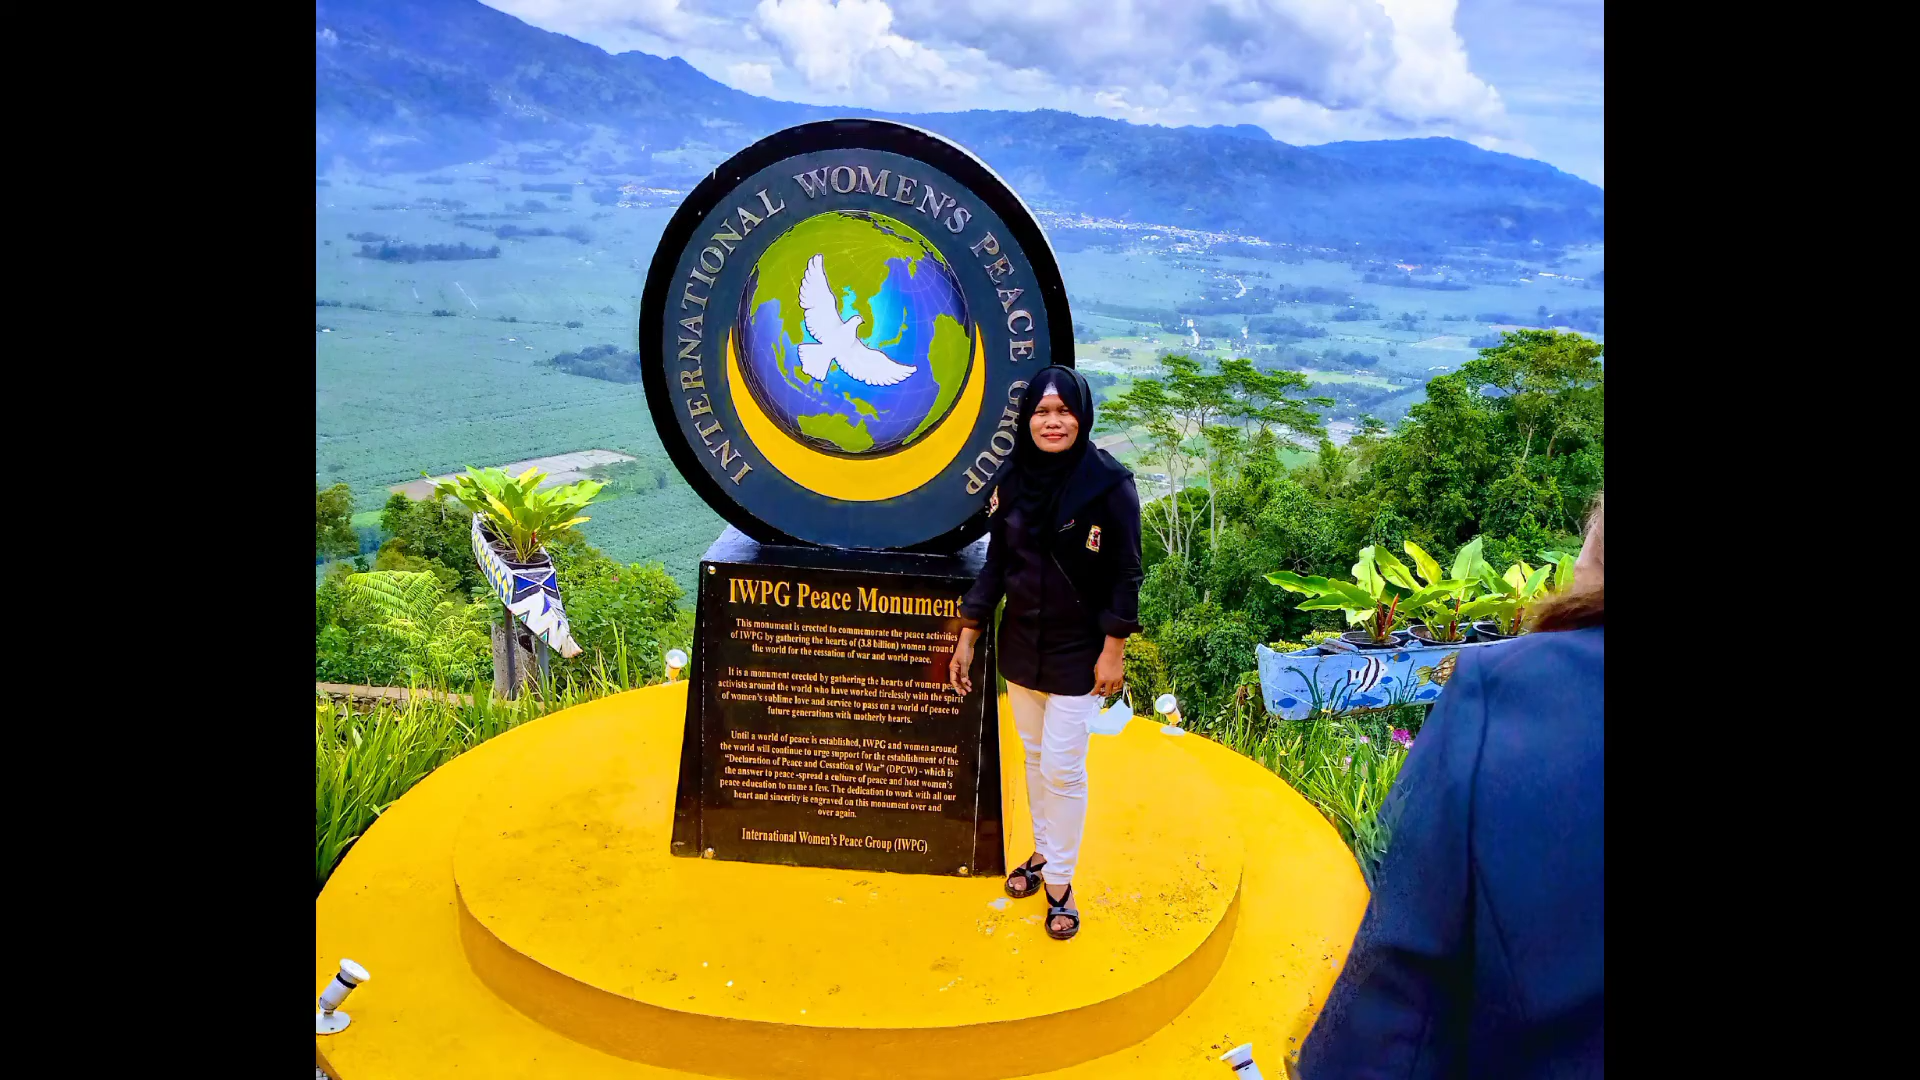 INTERNATIONAL WOMEN'S PEACE GROUP
IWPG Peace Monument
This monument is erected to commemorate the peace activities
of IWPG by gathering the hearts of (3.8 billion) women around
the world for the cessation of war and world peace.
It is a monument erected by gathering the hearts of women
activists around the world who have worked tirelessly with the spirit
of women's sublime love and service to pass on a world of peace to
future generations with motherly hearts.
Until a world of peace is established, IWPG and women around
the world will continue to urge support for the establishment of the
"Declaration of Peace and Cessation of War" (DPCW) - which is
the answer to peace -spread a culture of peace and host women's
peace education to name a few. The dedication to work with all our
heart and sincerity is engraved on this monument over and
over again.
International Women's Peace Group (IWPG)